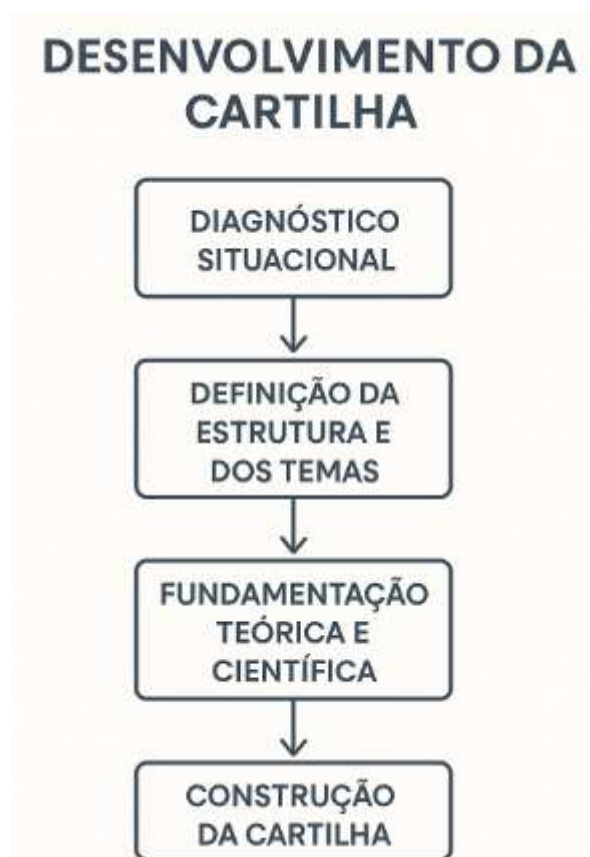 DESENVOLVIMENTO DA
CARTILHA
DIAGNÓSTICO
SITUACIONAL
DEFINIÇÃO DA
ESTRUTURA E
DOS TEMAS
FUNDAMENTAÇÃO
TEÓRICA E
CIENTÍFICA
CONSTRUÇÃO
DA CARTILHA